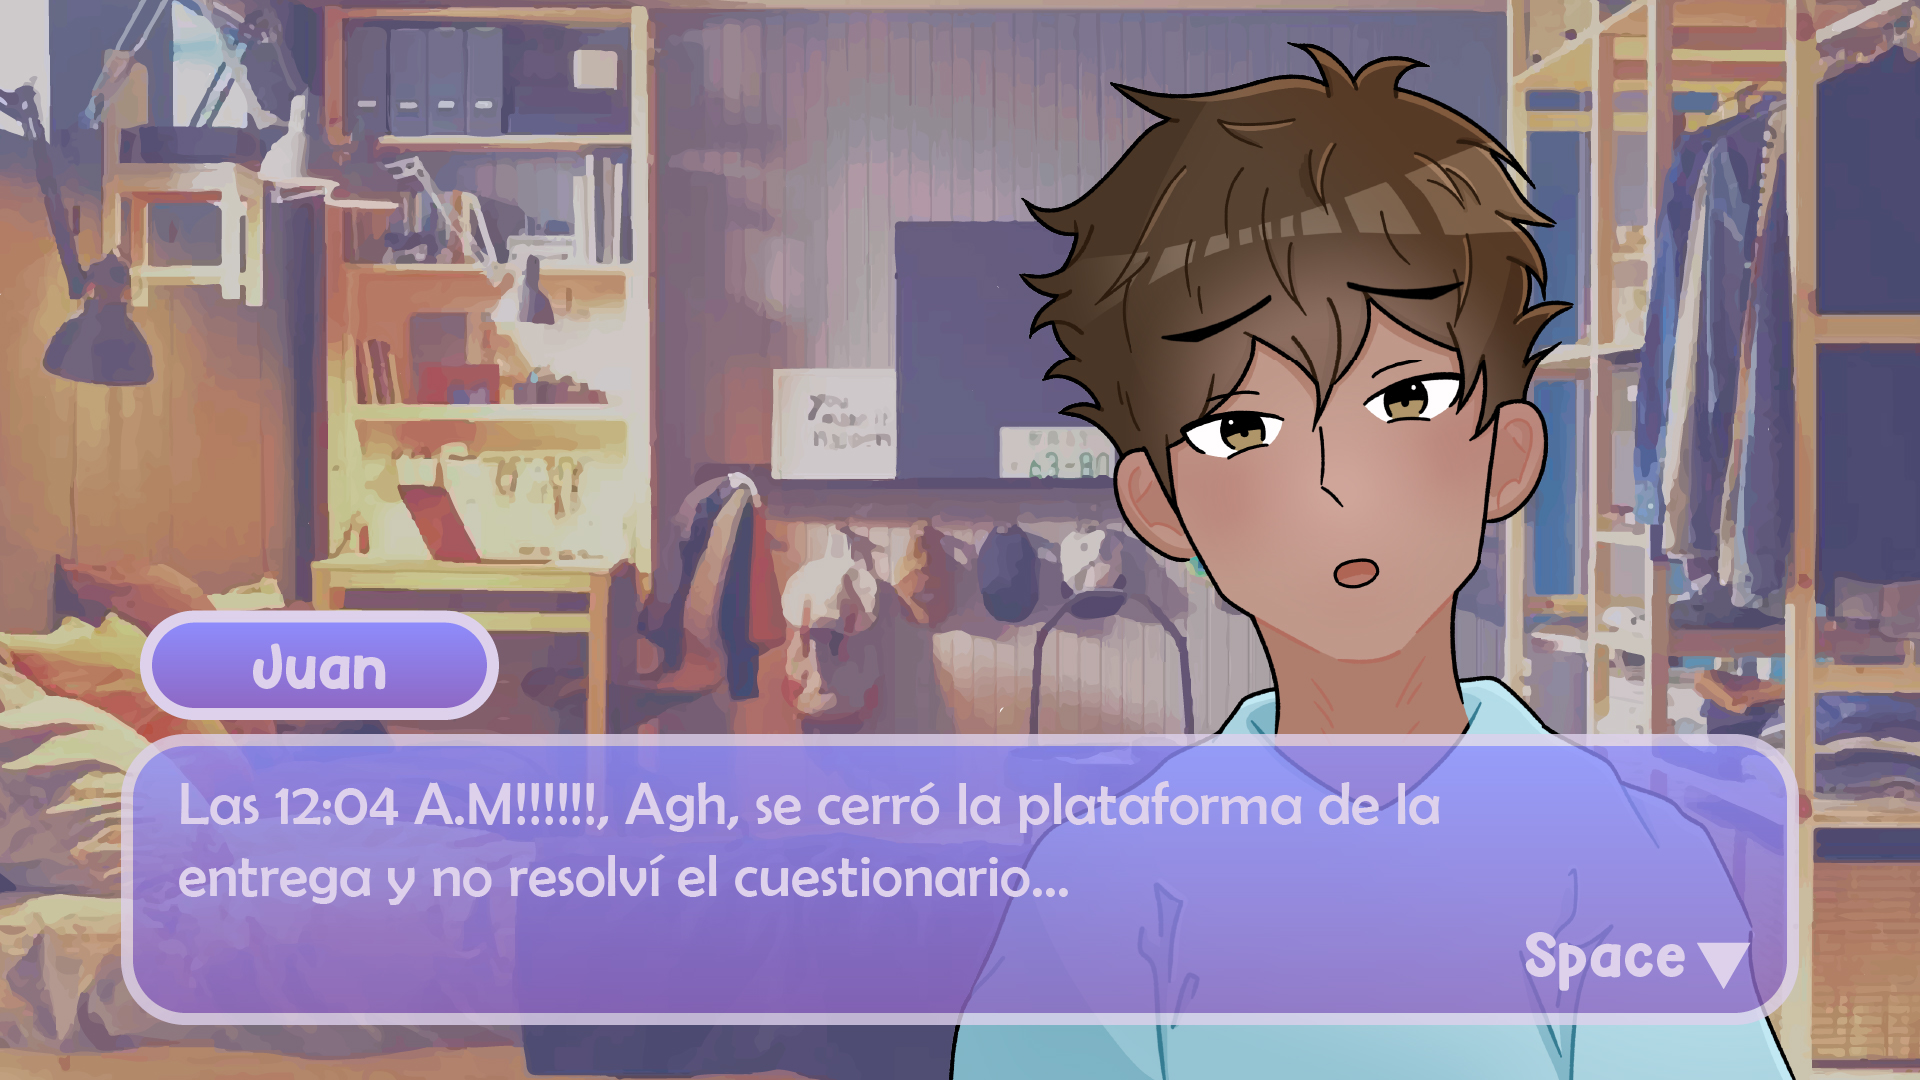 Juan
Las 12:04 A.M!!!!!!, Agh, se cerró la plataforma de la
entrega y no resolví el cuestionario...
Space